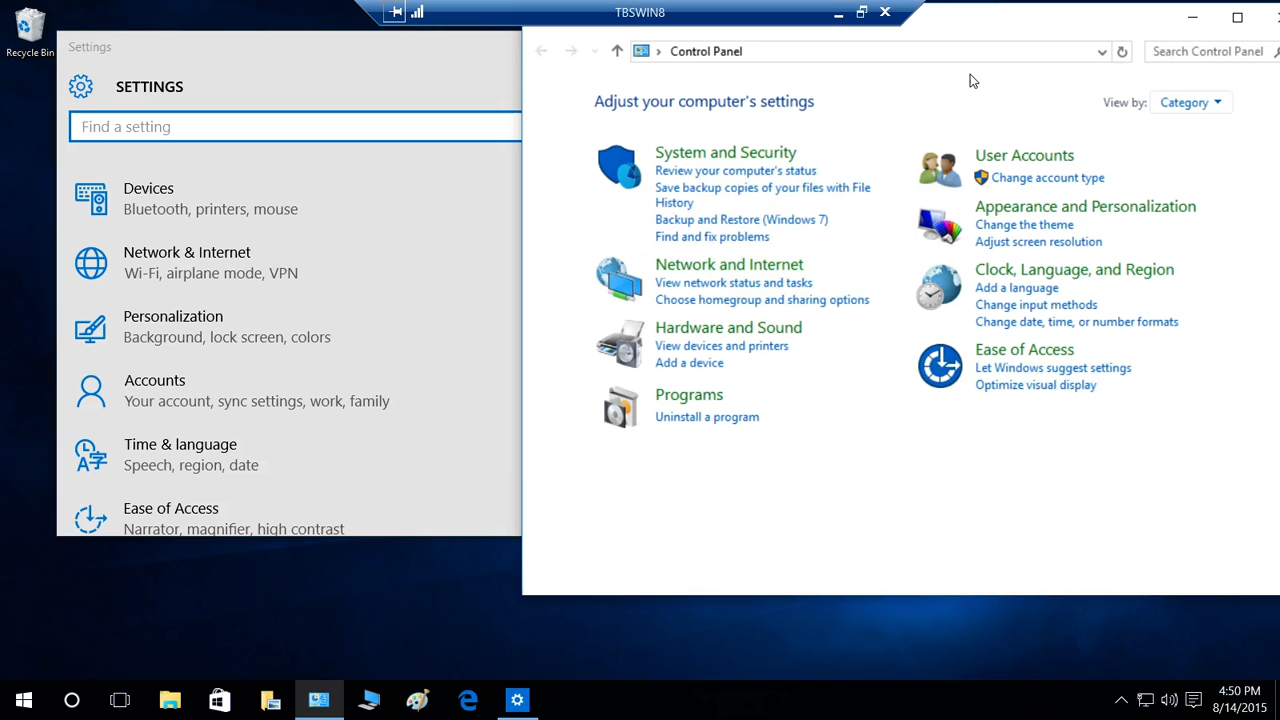 TBSWIN8
Recycle Bin
Settings
SETTINGS
Find a setting
Devices
Bluetooth, printers, mouse
Network & Internet
Wi-Fi, airplane mode, VPN
Personalization
Background, lock screen, colors
Accounts
Your account, sync settings, work, family
Time & language
Speech, region, date
Ease of Access
Narrator, magnifier, high contrast
Control Panel
Search Control Panel
Adjust your computer's settings
View by: Category
System and Security
Review your computer's status
Save backup copies of your files with File
History
Backup and Restore (Windows 7)
Find and fix problems
Network and Internet
View network status and tasks
Choose homegroup and sharing options
Hardware and Sound
View devices and printers
Add a device
Programs
Uninstall a program
User Accounts
Change account type
Appearance and Personalization
Change the theme
Adjust screen resolution
Clock, Language, and Region
Add a language
Change input methods
Change date, time, or number formats
Ease of Access
Let Windows suggest settings
Optimize visual display
4:50 PM
8/14/2015